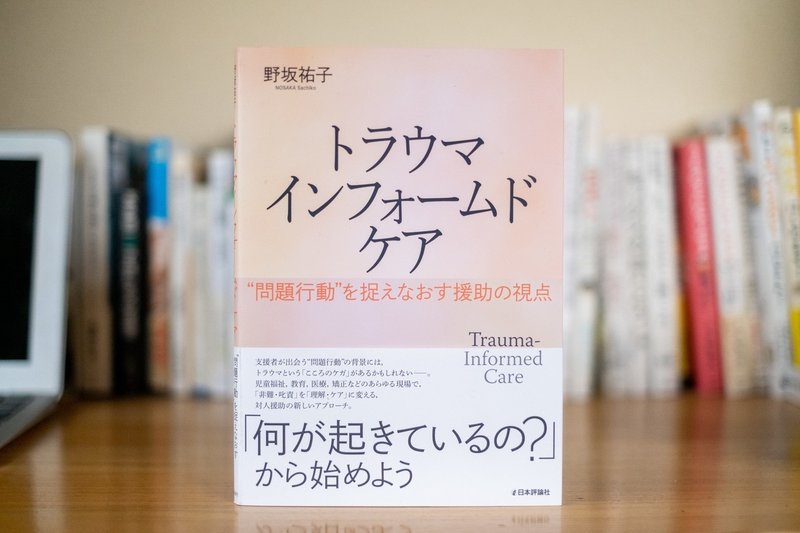 野坂祐子
NOSAKA Sachiko
トラウマ
インフォームド
ケア
“問題行動”を捉えなおす援助の視点
Trauma-
Informed
Care
支援者が出会う“問題行動”の背景には、
トラウマという「こころのケガ」があるかもしれない──。
児童福祉、教育、医療、矯正などのあらゆる現場で、
「非難・叱責」を「理解・ケア」に変える、
対人援助の新しいアプローチ。
「何が起きているの?」
から始めよう
日本評論社